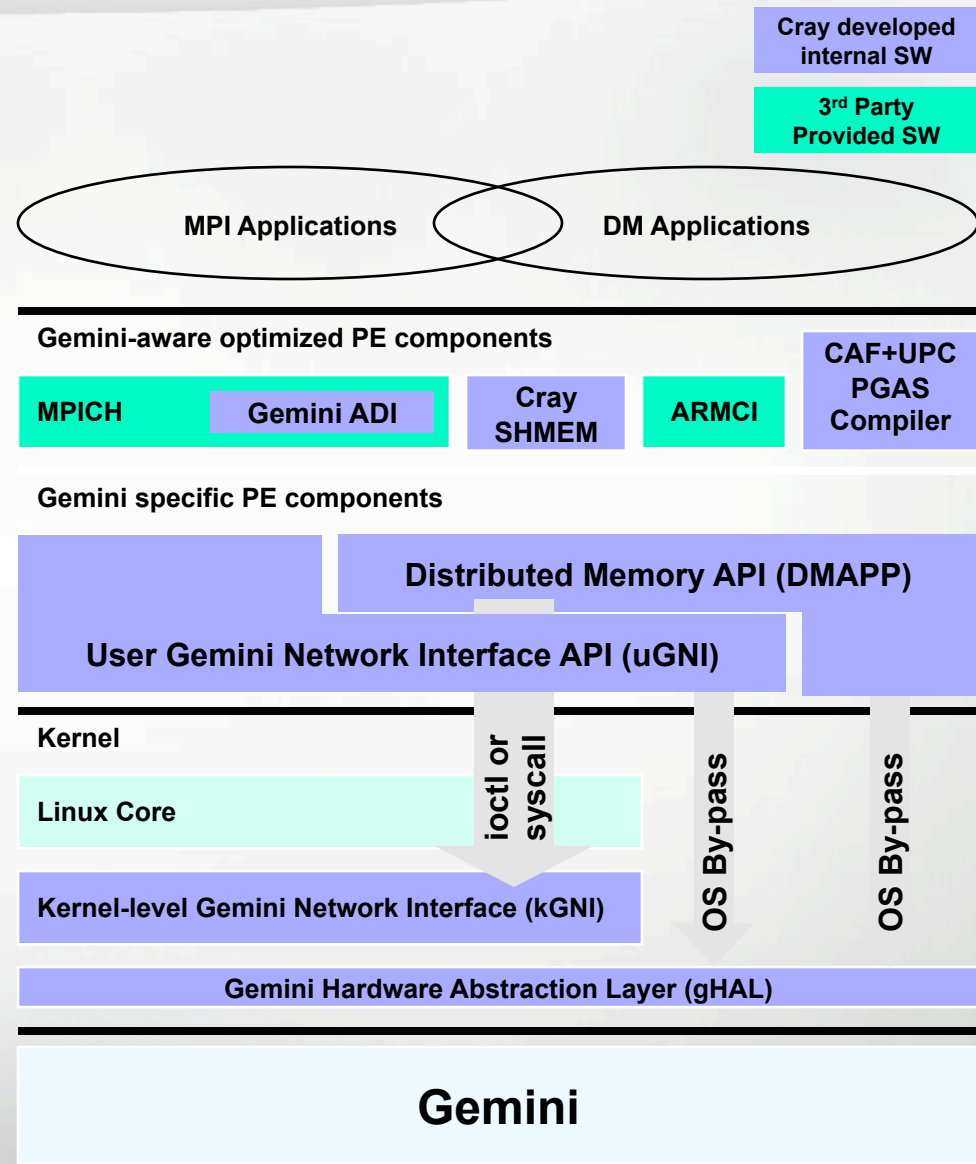 Cray developed
internal SW
3rd Party
Provided SW
MPI Applications
DM Applications
Gemini-aware optimized PE components
MPICH
Gemini ADI
Cray
SHMEM
ARMCI
CAF+UPC
PGAS
Compiler
Gemini specific PE components
Distributed Memory API (DMAPP)
User Gemini Network Interface API (uGNI)
Kernel
Linux Core
ioctl or
syscall
OS By-pass
OS By-pass
Kernel-level Gemini Network Interface (kGNI)
Gemini Hardware Abstraction Layer (gHAL)
Gemini